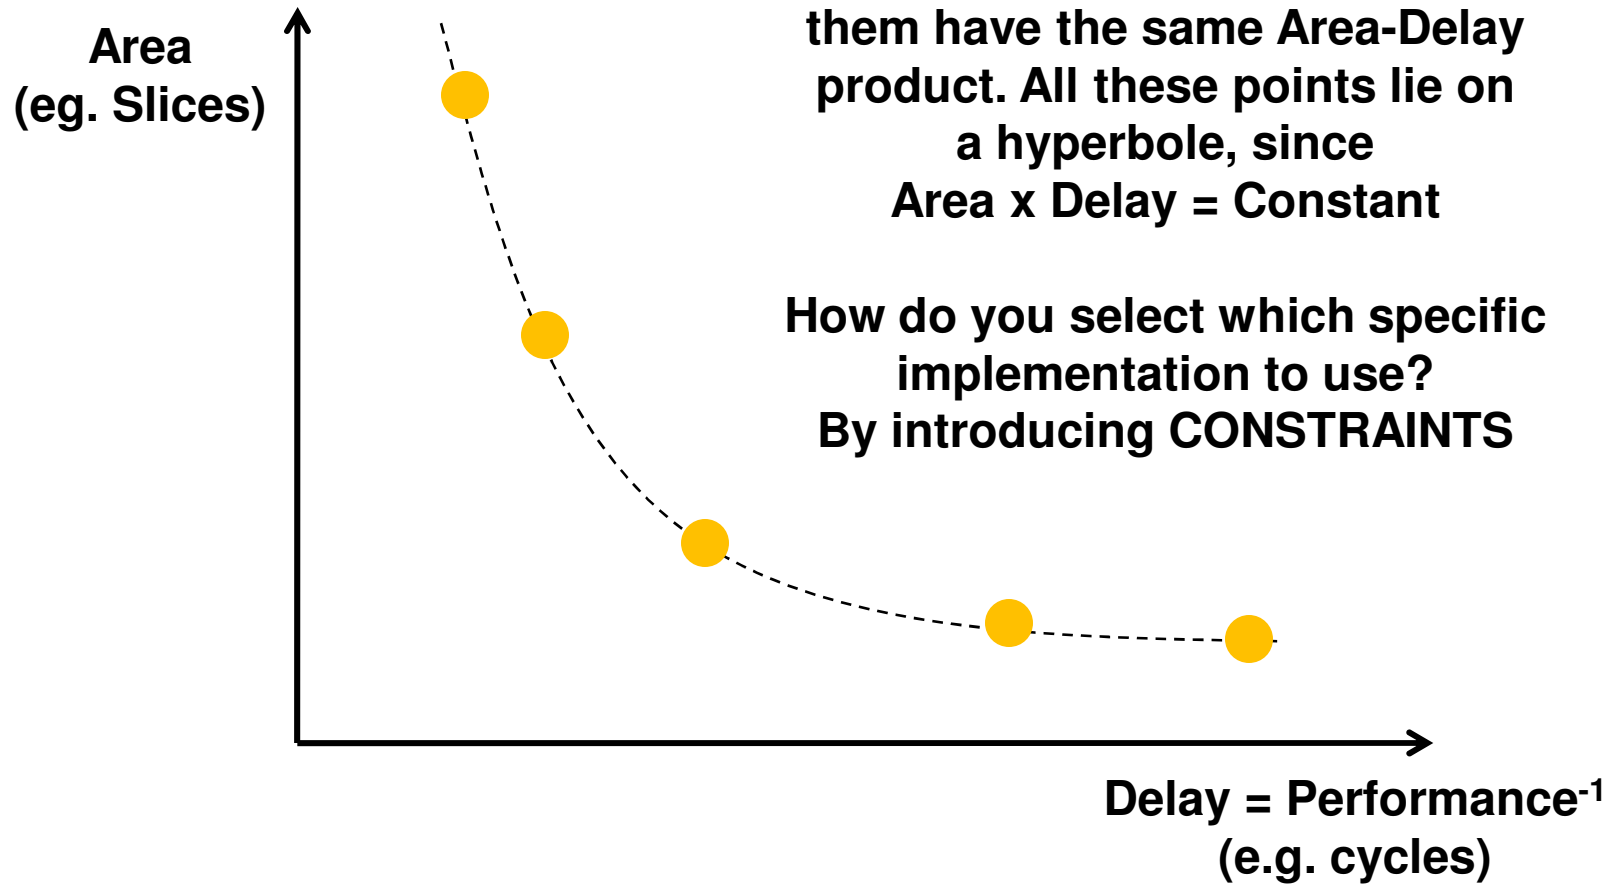 Area
(eg. Slices)
them have the same Area-Delay
product. All these points lie on
a hyperbole, since
Area x Delay = Constant
How do you select which specific
implementation to use?
By introducing CONSTRAINTS
Delay = Performance⁻¹
(e.g. cycles)